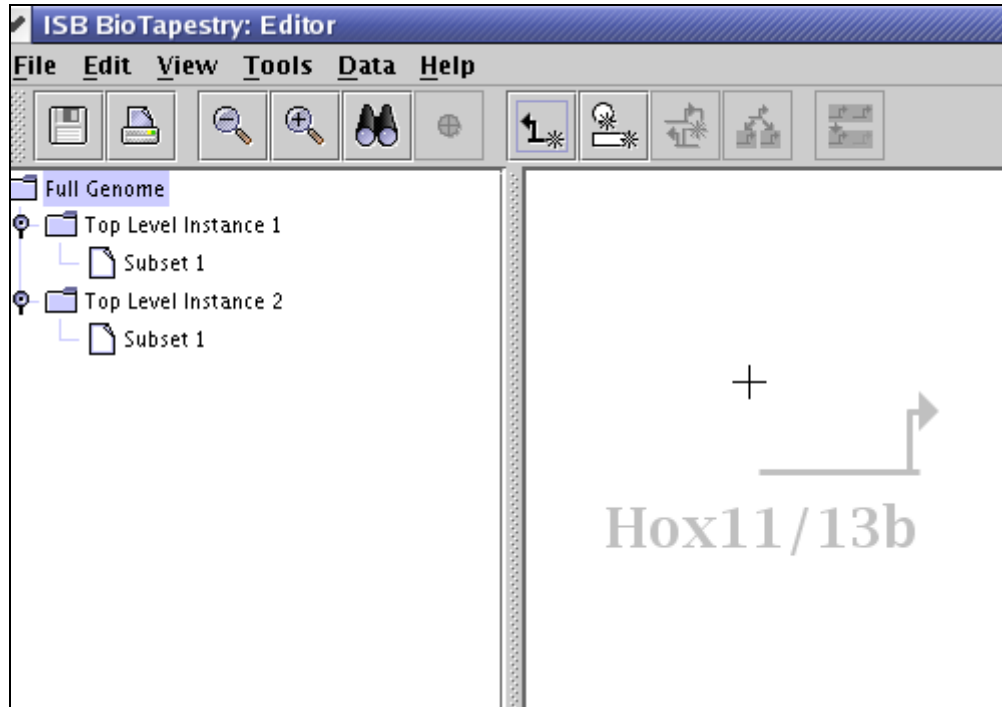 ISB BioTapestry: Editor
File Edit View Tools Data Help
Full Genome
Top Level Instance 1
Subset 1
Top Level Instance 2
Subset 1
Hox11/13b